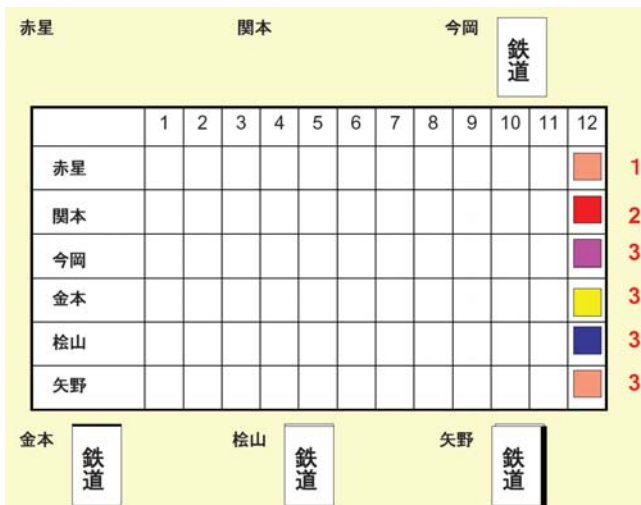 赤星 関本 今岡
鉄道
1 2 3 4 5 6 7 8 9 10 11 12
赤星 1
関本 2
今岡 3
金本 3
桧山 3
矢野 3
金本 桧山 矢野
鉄道 鉄道 鉄道